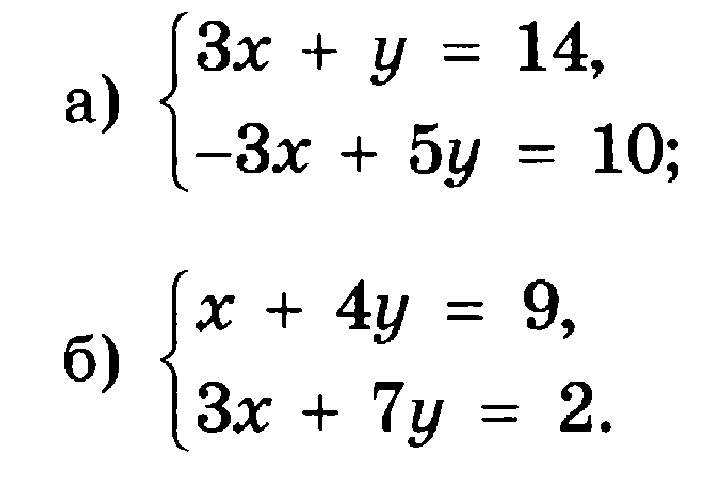 а) { 3x + y = 14,
−3x + 5y = 10;
б) { x + 4y = 9,
3x + 7y = 2.